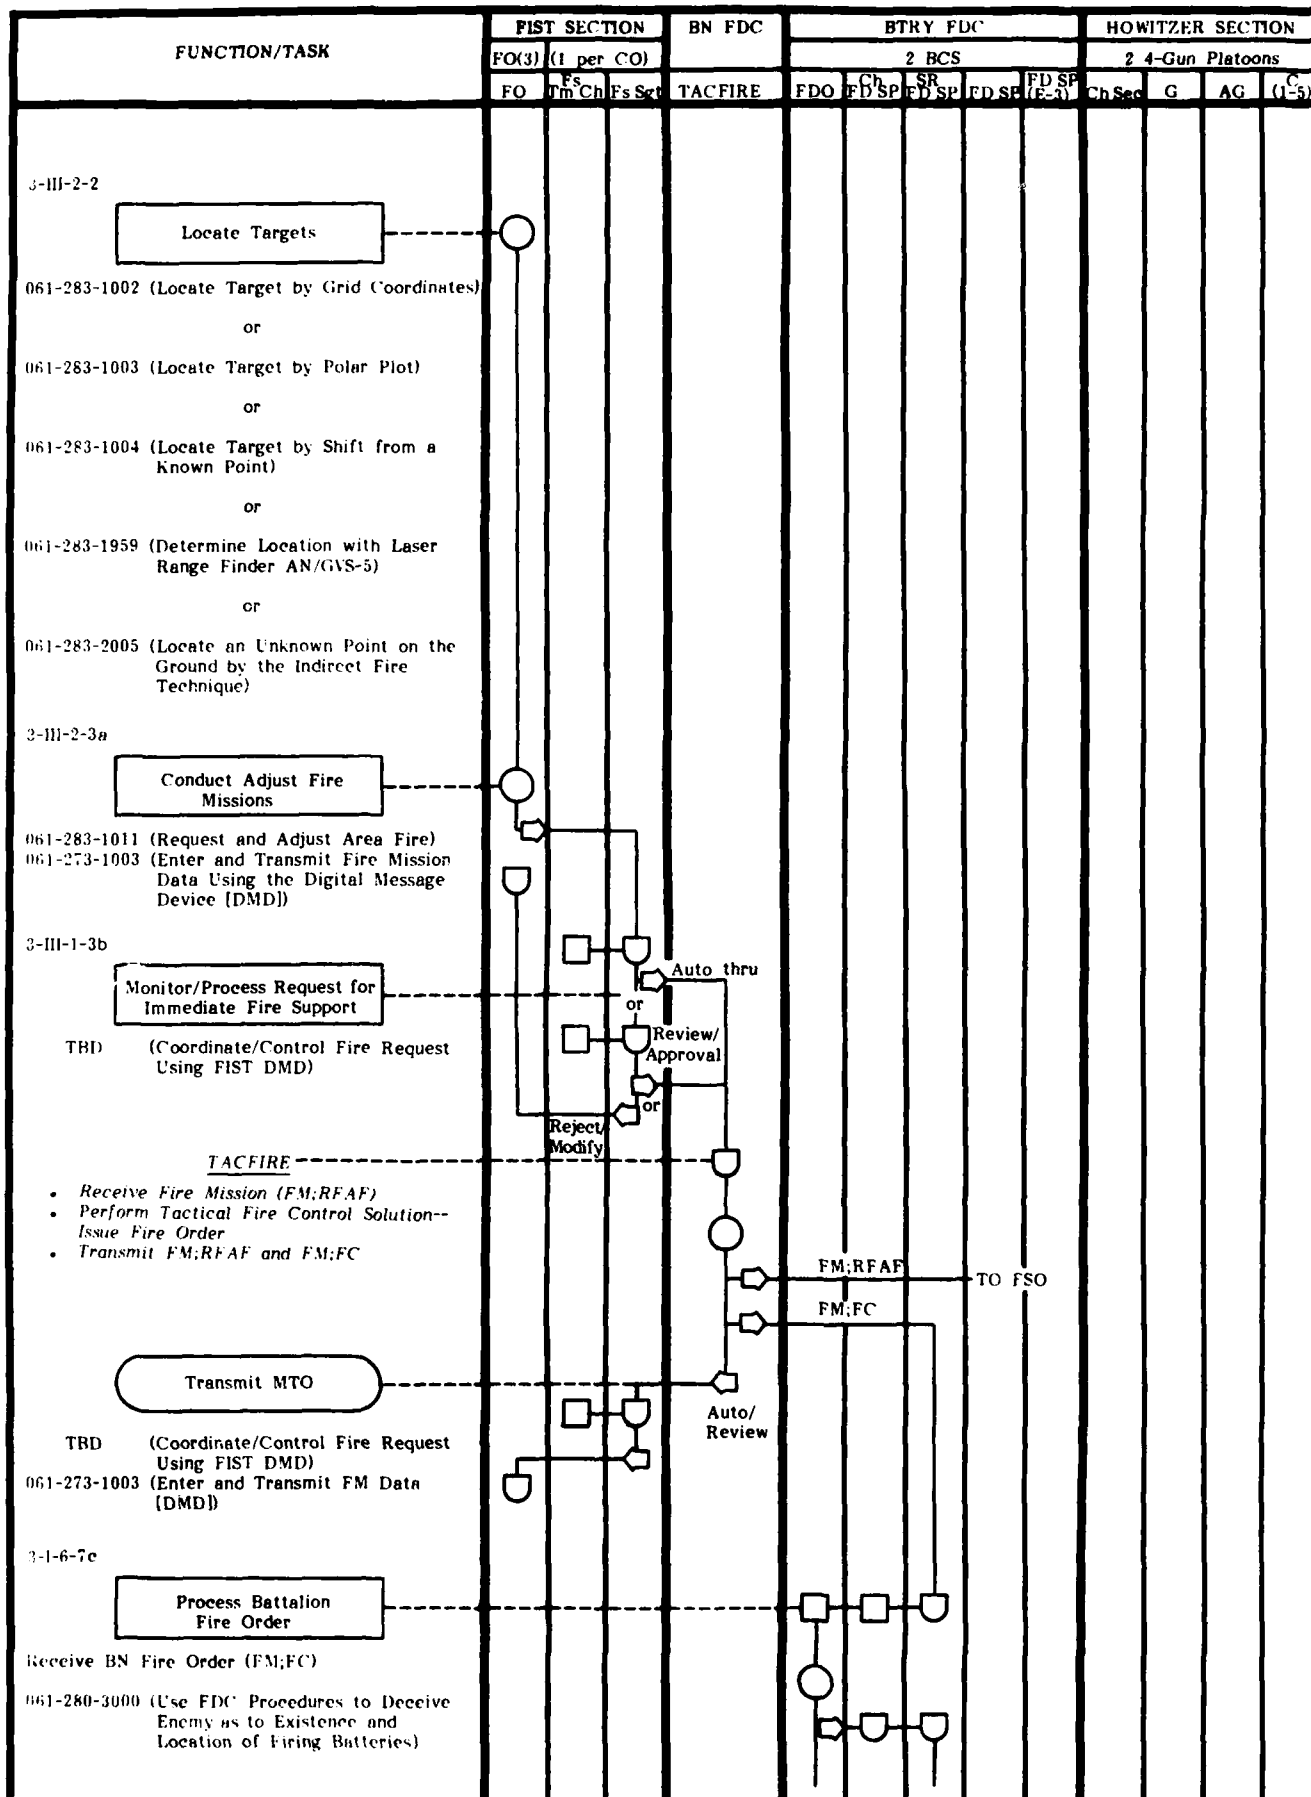 FUNCTION/TASK
FIST SECTION
BN FDC
BTRY FDC
HOWITZER SECTION
FO(3) (1 per CO)
2 BCS
2 4-Gun Platoons
FO
Fs Tm Ch
Fs Sgt
TACFIRE
FDO
Ch FD SP
SR FD SP
FD SP
FD SP (E-3)
Ch Sec
G
AG
C (1-5)
3-III-2-2
Locate Targets
061-283-1002 (Locate Target by Grid Coordinates)
or
061-283-1003 (Locate Target by Polar Plot)
or
061-283-1004 (Locate Target by Shift from a
Known Point)
or
061-283-1959 (Determine Location with Laser
Range Finder AN/GVS-5)
or
061-283-2005 (Locate an Unknown Point on the
Ground by the Indirect Fire
Technique)
3-III-2-3a
Conduct Adjust Fire
Missions
061-283-1011 (Request and Adjust Area Fire)
061-273-1003 (Enter and Transmit Fire Mission
Data Using the Digital Message
Device [DMD])
3-III-1-3b
Auto thru
Monitor/Process Request for
Immediate Fire Support
or
Review/
Approval
TBD (Coordinate/Control Fire Request
Using FIST DMD)
or
Reject/
Modify
TACFIRE
• Receive Fire Mission (FM;RFAF)
• Perform Tactical Fire Control Solution--
Issue Fire Order
• Transmit FM;RFAF and FM;FC
FM;RFAF
TO FSO
FM;FC
Transmit MTO
Auto/
Review
TBD (Coordinate/Control Fire Request
Using FIST DMD)
061-273-1003 (Enter and Transmit FM Data
[DMD])
3-1-6-7c
Process Battalion
Fire Order
Receive BN Fire Order (FM;FC)
061-280-3000 (Use FDC Procedures to Deceive
Enemy as to Existence and
Location of Firing Batteries)